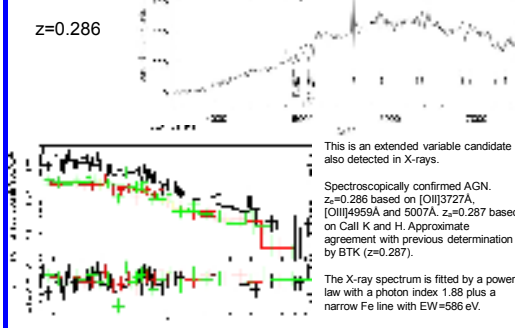 z=0.286
This is an extended variable candidate
also detected in X-rays.
Spectroscopically confirmed AGN.
zₑ=0.286 based on [OII]3727Å,
[OIII]4959Å and 5007Å. zₐ=0.287 based
on CaII K and H. Approximate
agreement with previous determination
by BTK (z=0.287).
The X-ray spectrum is fitted by a power
law with a photon index 1.88 plus a
narrow Fe line with EW=586 eV.